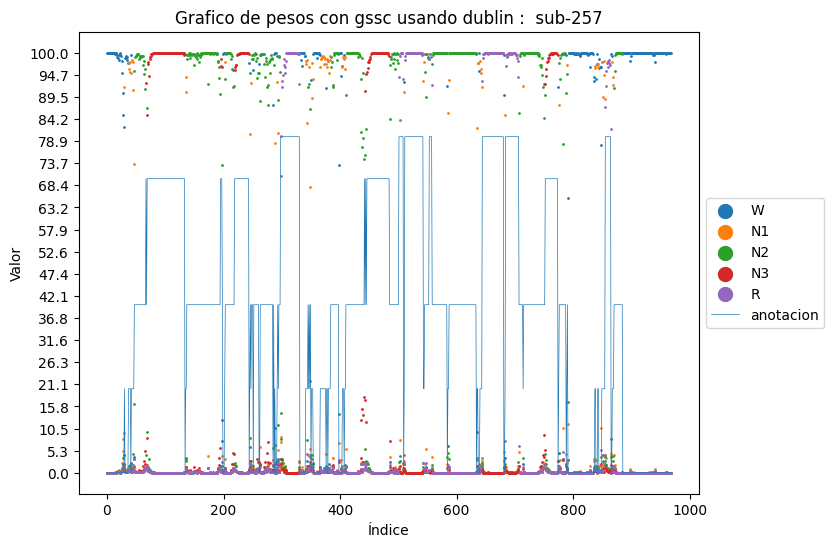 Grafico de pesos con gssc usando dublin :  sub-257
100.0
94.7
89.5
84.2
78.9
73.7
68.4
63.2
57.9
52.6
47.4
42.1
36.8
31.6
26.3
21.1
15.8
10.5
5.3
0.0
Valor
0
200
400
600
800
1000
Índice
W
N1
N2
N3
R
anotacion